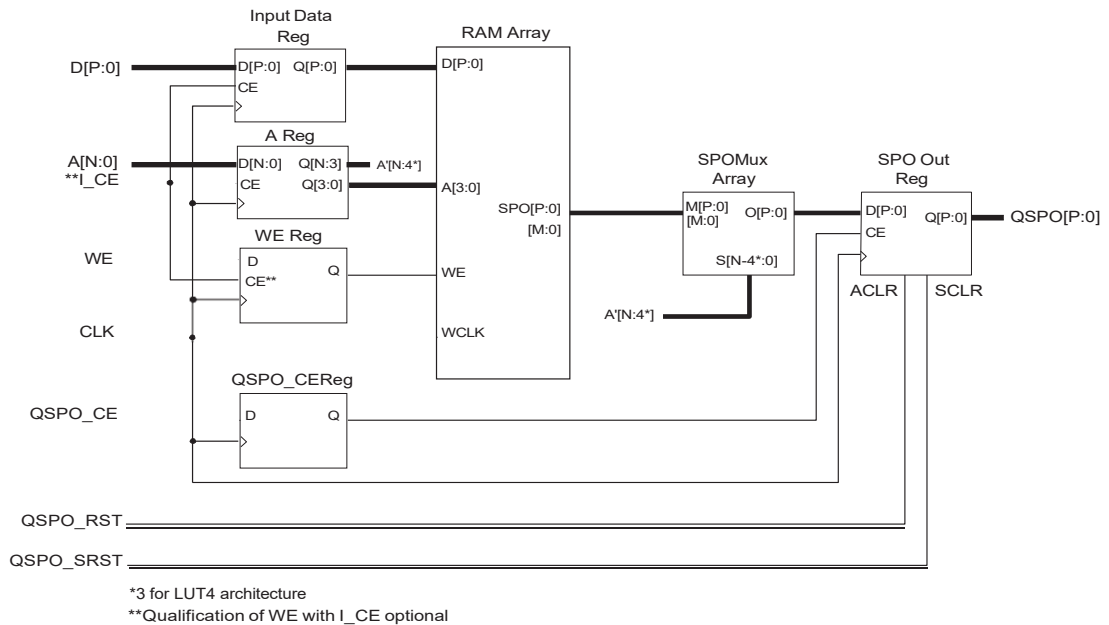 Input Data
Reg
D[P:0]
D[P:0] Q[P:0]
CE
RAM Array
D[P:0]
A Reg
A[N:0]
**I_CE
D[N:0] Q[N:3]
CE Q[3:0]
A'[N:4*]
A[3:0]
SPO[P:0]
[M:0]
SPOMux
Array
M[P:0] O[P:0]
[M:0]
S[N-4*:0]
A'[N:4*]
SPO Out
Reg
D[P:0] Q[P:0]
CE
QSPO[P:0]
ACLR SCLR
WE Reg
WE
D
Q
CE**
WE
CLK
WCLK
QSPO_CEReg
QSPO_CE
D Q
QSPO_RST
QSPO_SRST
*3 for LUT4 architecture
**Qualification of WE with I_CE optional